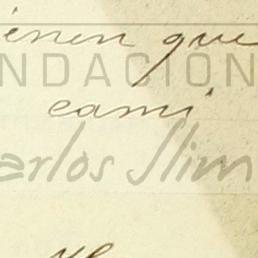 ienen que
NDACIÓN
cami
arlos Slim